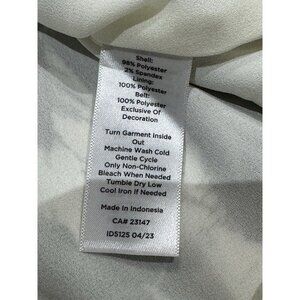 Shell:
98% Polyester
2% Spandex
Lining:
100% Polyester
Belt:
100% Polyester
Exclusive Of
Decoration
Turn Garment Inside
Out
Machine Wash Cold
Gentle Cycle
Only Non-Chlorine
Bleach When Needed
Tumble Dry Low
Cool Iron If Needed
Made In Indonesia
CA# 23147
ID5125 04/23